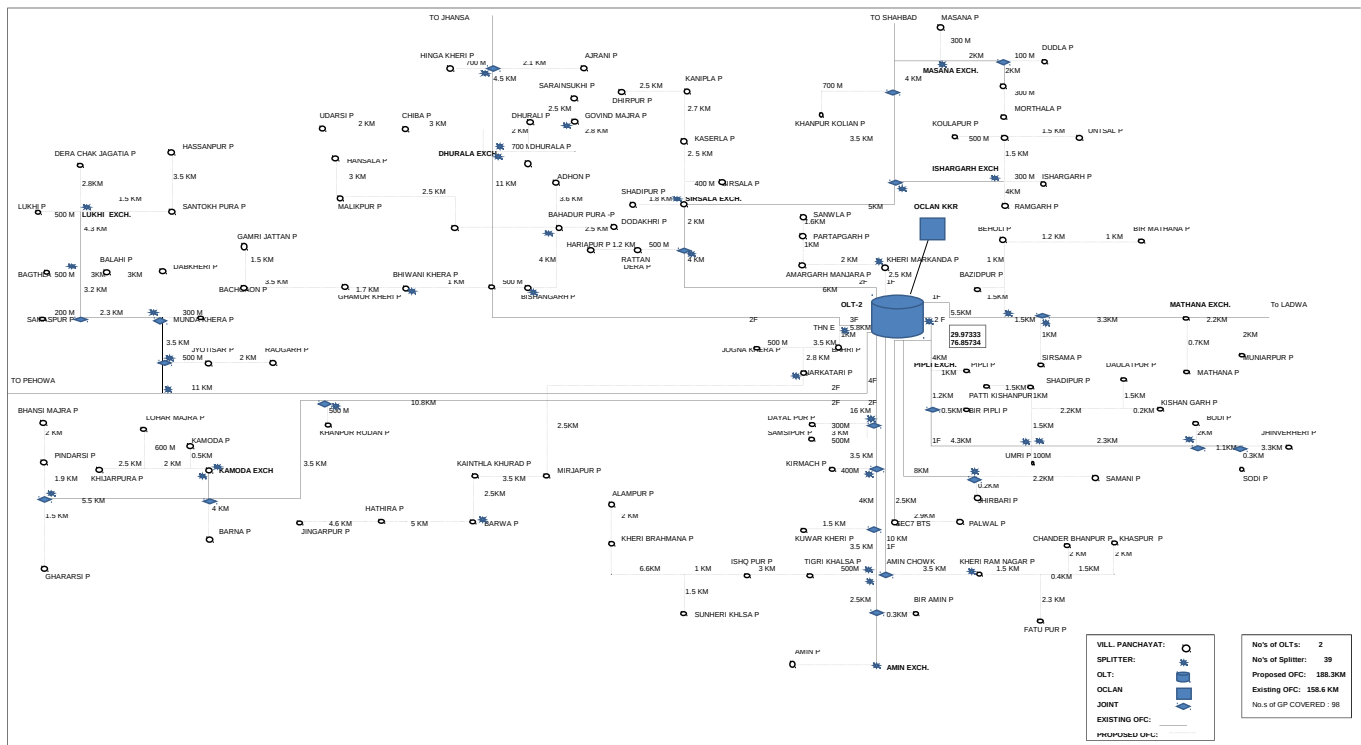 TO JHANSA
TO SHAHBAD
MASANA P
300 M
2KM
100 M
DUDLA P
HINGA KHERI P
700 M
2.1 KM
AJRANI P
4.5 KM
MASANA EXCH.
2KM
4 KM
SARAINSUKHI P
2.5 KM
KANIPLA P
DHIRPUR P
700 M
300 M
2.5 KM
2.7 KM
MORTHALA P
UDARSI P
2 KM
CHIBA P
3 KM
DHURALI P
GOVIND MAJRA P
KHANPUR KOLIAN P
KOULAPUR P
1.5 KM
UNTSAL P
2 KM
2.8 KM
3.5 KM
500 M
DERA CHAK JAGATIA P
HASSANPUR P
HANSALA P
DHURALA EXCH
700 M
DHURALA P
KASERLA P
2. 5 KM
1.5 KM
ISHARGARH EXCH
2.8KM
3.5 KM
3 KM
11 KM
ADHON P
400 M
SIRSALA P
300 M
ISHARGARH P
4KM
LUKHI P
1.5 KM
500 M
LUKHI EXCH.
SANTOKH PURA P
MALIKPUR P
2.5 KM
3.6 KM
SHADIPUR P
1.8 KM
SIRSALA EXCH.
5KM
OCLAN KKR
RAMGARH P
4.3 KM
BAHADUR PURA -P
2.5 KM
DODAKHRI P
2 KM
SANWLA P
1.6KM
GAMRI JATTAN P
HARIAPUR P
1.2 KM
500 M
RATTAN
DERA P
4 KM
PARTAPGARH P
1KM
BEHOLI P
1.2 KM
1 KM
BIR MATHANA P
BALAHI P
DABKHERI P
1.5 KM
4 KM
2 KM
KHERI MARKANDA P
1 KM
BAGTHLA
500 M
3KM
3KM
BACHGAON P
3.5 KM
BHIWANI KHERA P
1 KM
500 M
AMARGARH MANJARA P
2.5 KM
BAZIDPUR P
3.2 KM
GHAMUR KHERI P
1.7 KM
BISHANGARH P
6KM
2F
1F
1.5KM
OLT-2
1F
MATHANA EXCH.
To LADWA
200 M
2.3 KM
300 M
5.5KM
SAMASPUR P
MUNDAKHERA P
2F
3F
2 F
1.5KM
3.3KM
2.2KM
THN E
5.8KM
1KM
29.97333
76.85734
1KM
2KM
3.5 KM
JYOTISAR P
RAOGARH P
500 M
3.5 KM
0.7KM
500 M
2 KM
JOGNA KHERA P
BAHRI P
2.8 KM
4KM
PIPLI EXCH.
PIPLI P
SIRSAMA P
DAULATPUR P
MUNIARPUR P
TO PEHOWA
NARKATARI P
4F
1KM
SHADIPUR P
MATHANA P
11 KM
2F
1.2KM
PATTI KISHANPUR
1.5KM
1KM
1.5KM
KISHAN GARH P
10.8KM
2F
2F
16 KM
0.5KM
BIR PIPLI P
2.2KM
0.2KM
BHANSI MAJRA P
LOHAR MAJRA P
500 M
KHANPUR RODAN P
2.5KM
DAYAL PUR P
300M
1.5KM
BODI P
2 KM
600 M
KAMODA P
SAMSIPUR P
3 KM
500M
1F
4.3KM
2.3KM
2KM
1.1KM
JHINVERHERI P
3.3KM
PINDARSI P
2.5 KM
2 KM
0.5KM
3.5 KM
3.5 KM
UMRI P
100M
0.3KM
KHIJARPURA P
KAMODA EXCH
KAINTHLA KHURAD P
3.5 KM
MIRJAPUR P
KIRMACH P
400M
8KM
2.2KM
SAMANI P
SODI P
1.9 KM
0.2KM
5.5 KM
2.5KM
ALAMPUR P
4KM
2.5KM
SHIRBARI P
1.5 KM
4 KM
HATHIRA P
2 KM
2.9KM
BARNA P
JINGARPUR P
4.6 KM
5 KM
BARWA P
1.5 KM
SEC7 BTS
PALWAL P
KHERI BRAHMANA P
KUWAR KHERI P
10 KM
CHANDER BHANPUR P
KHASPUR P
3.5 KM
1F
2 KM
2 KM
GHARARSI P
6.6KM
1 KM
ISHQ PUR P
3 KM
TIGRI KHALSA P
500M
AMIN CHOWK
3.5 KM
KHERI RAM NAGAR P
1.5 KM
0.4KM
1.5KM
1.5 KM
2.5KM
BIR AMIN P
2.3 KM
SUNHERI KHLSA P
0.3KM
FATU PUR P
AMIN P
AMIN EXCH.
VILL. PANCHAYAT:
SPLITTER:
OLT:
OCLAN
JOINT
EXISTING OFC:
PROPOSED OFC:
No's of OLTs: 2
No's of Splitter: 39
Proposed OFC: 188.3KM
Existing OFC: 158.6 KM
No.s of GP COVERED : 98